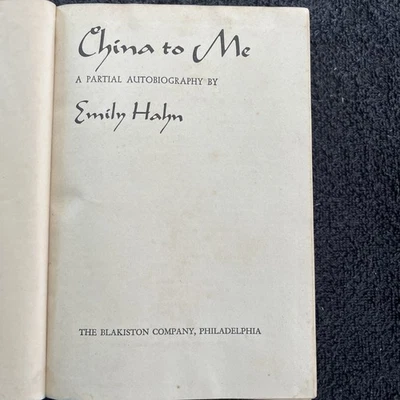 China to Me
A PARTIAL AUTOBIOGRAPHY BY
Emily Hahn
THE BLAKISTON COMPANY, PHILADELPHIA